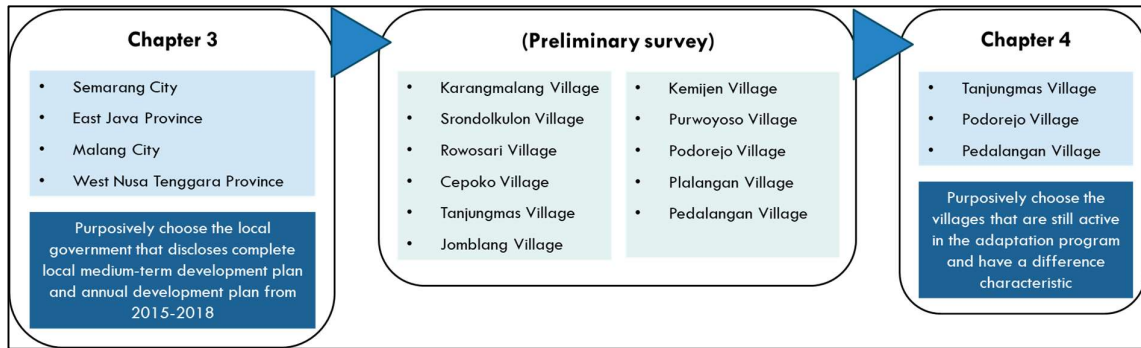 Chapter 3
• Semarang City
• East Java Province
• Malang City
• West Nusa Tenggara Province
Purposively choose the local
government that discloses complete
local medium-term development plan
and annual development plan from
2015-2018
(Preliminary survey)
• Karangmalang Village
• Srondolkulon Village
• Rowosari Village
• Cepoko Village
• Tanjungmas Village
• Jomblang Village
• Kemijen Village
• Purwoyoso Village
• Podorejo Village
• Plalangan Village
• Pedalangan Village
Chapter 4
• Tanjungmas Village
• Podorejo Village
• Pedalangan Village
Purposively choose the
villages that are still active
in the adaptation program
and have a difference
characteristic